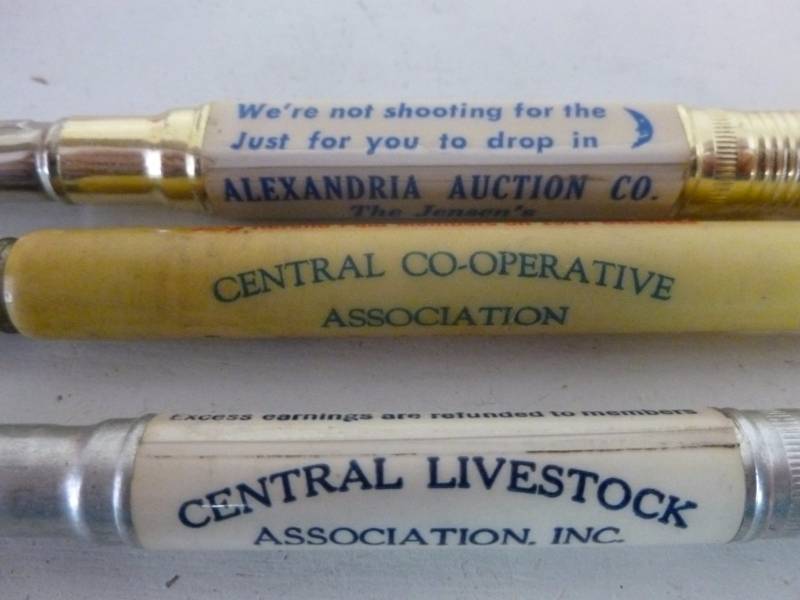 We're not shooting for the
Just for you to drop in
ALEXANDRIA AUCTION CO.
The Jensen's
CENTRAL CO-OPERATIVE
ASSOCIATION
Excess earnings are refunded to members
CENTRAL LIVESTOCK
ASSOCIATION, INC.